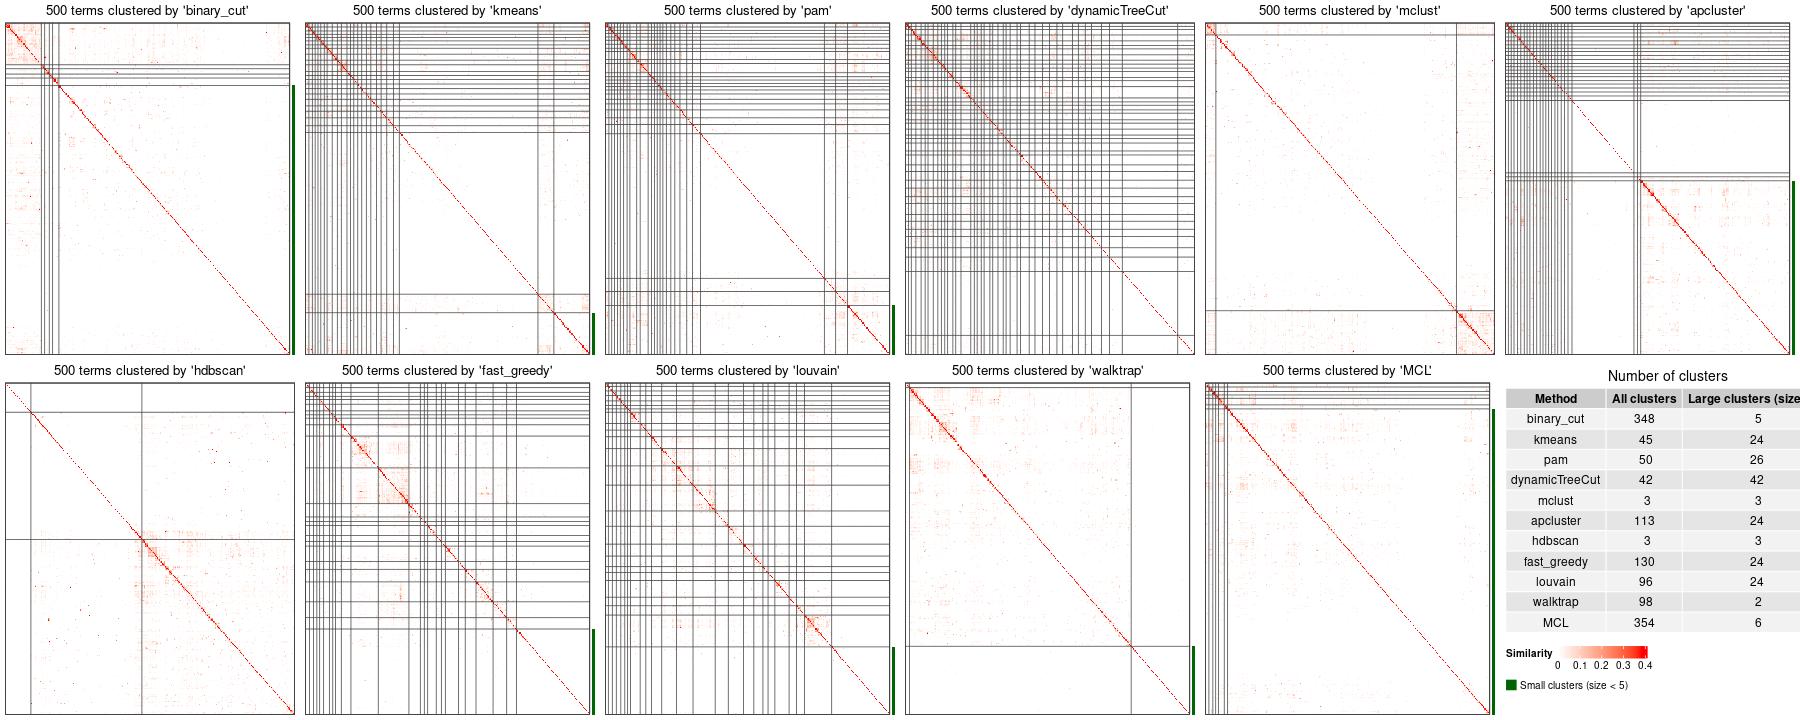 500 terms clustered by 'binary_cut'
500 terms clustered by 'kmeans'
500 terms clustered by 'pam'
500 terms clustered by 'dynamicTreeCut'
500 terms clustered by 'mclust'
500 terms clustered by 'apcluster'
500 terms clustered by 'hdbscan'
500 terms clustered by 'fast_greedy'
500 terms clustered by 'louvain'
500 terms clustered by 'walktrap'
500 terms clustered by 'MCL'
Number of clusters
Method All clusters Large clusters (size
binary_cut 348 5
kmeans 45 24
pam 50 26
dynamicTreeCut 42 42
mclust 3 3
apcluster 113 24
hdbscan 3 3
fast_greedy 130 24
louvain 96 24
walktrap 98 2
MCL 354 6
Similarity
0 0.1 0.2 0.3 0.4
Small clusters (size < 5)